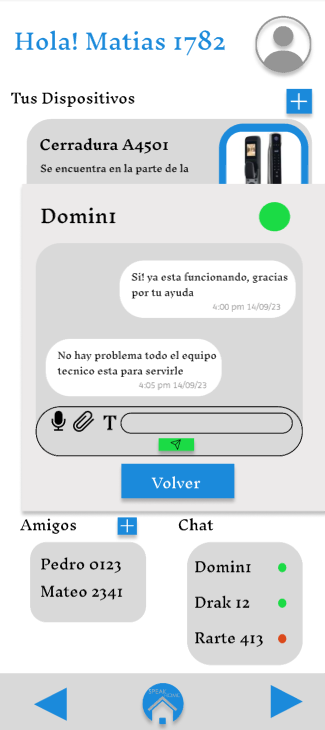 Hola! Matias 1782
Tus Dispositivos
Cerradura A4501
Se encuentra en la parte de la
Domin1
Si! ya esta funcionando, gracias
por tu ayuda
4:00 pm 14/09/23
No hay problema todo el equipo
tecnico esta para servirle
4:05 pm 14/09/23
T
Volver
Amigos
Chat
Pedro 0123
Mateo 2341
Domin1
Drak 12
Rarte 413
SPEAK